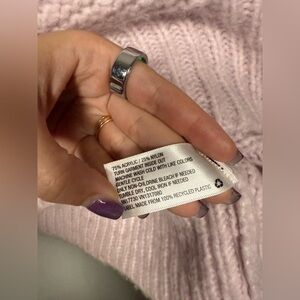 75% ACRYLIC / 25% NYLON
TURN GARMENT INSIDE OUT
MACHINE WASH COLD WITH LIKE COLORS
GENTLE CYCLE
ONLY NON-CHLORINE BLEACH IF NEEDED
TUMBLE DRY, COOL IRON IF NEEDED
LABEL MADE FROM 100% RECYCLED PLASTIC